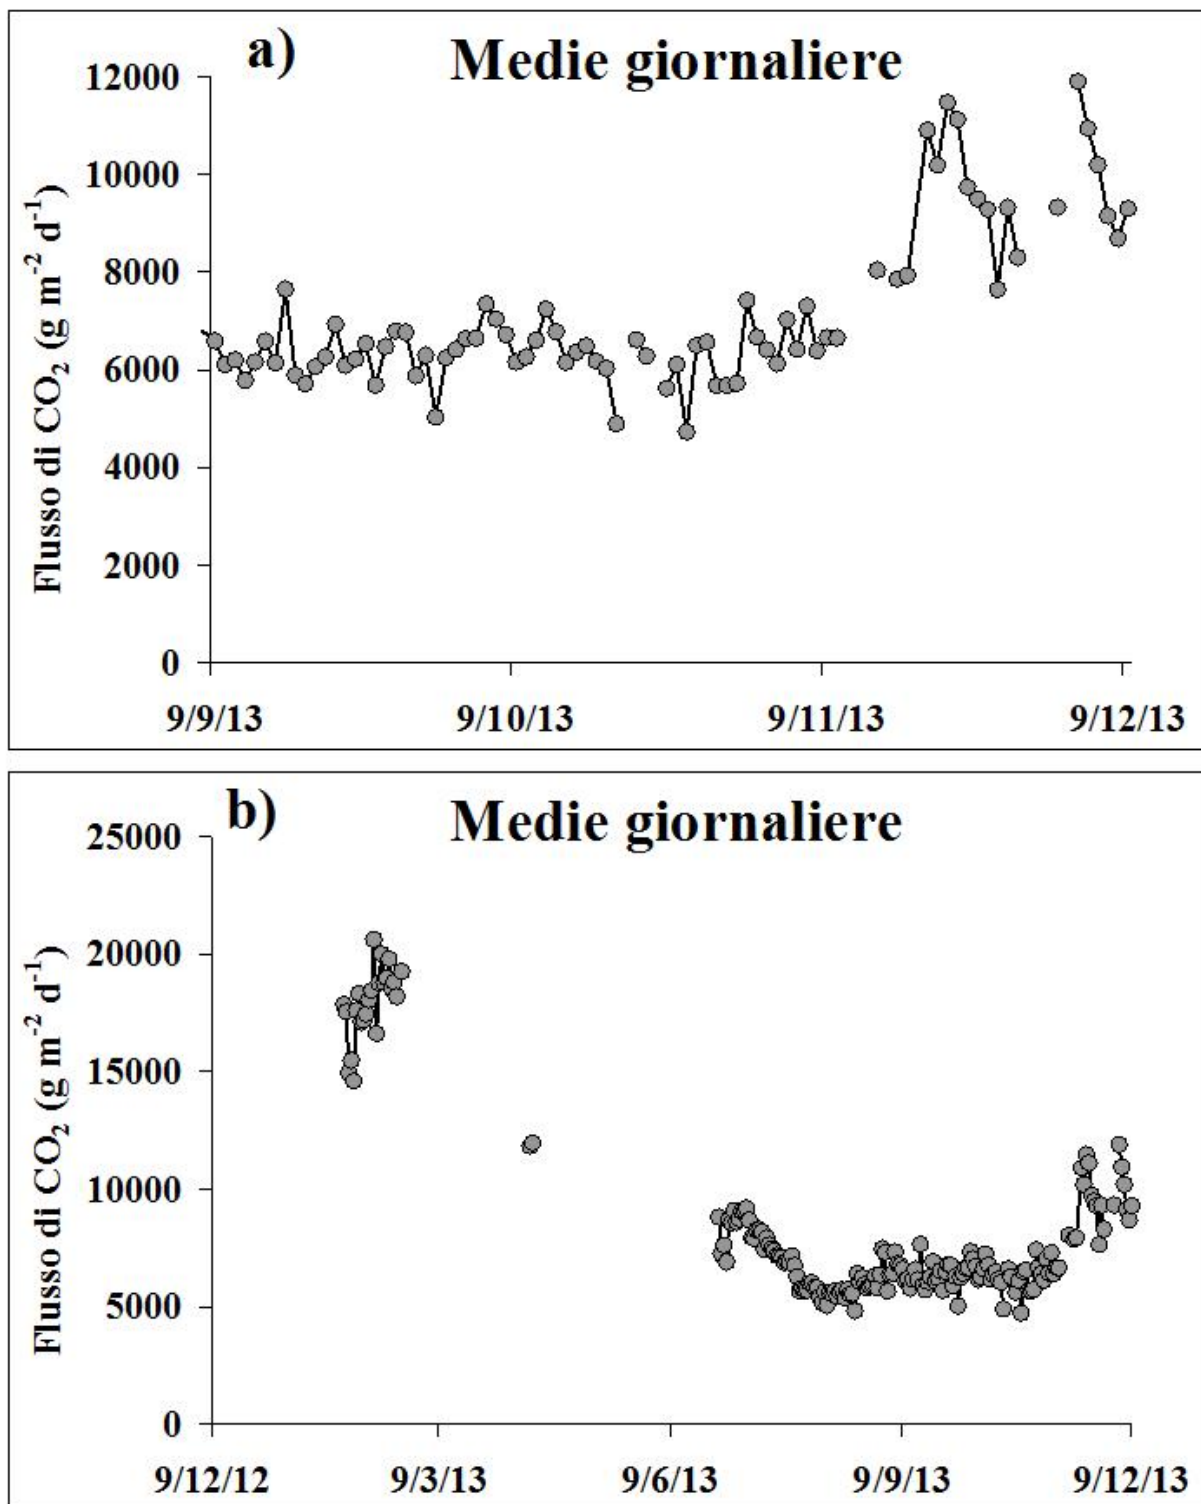 a) Medie giornaliere
Flusso di CO₂ (g m⁻² d⁻¹)
12000
10000
8000
6000
4000
2000
0
9/9/13 9/10/13 9/11/13 9/12/13
b) Medie giornaliere
Flusso di CO₂ (g m⁻² d⁻¹)
25000
20000
15000
10000
5000
0
9/12/12 9/3/13 9/6/13 9/9/13 9/12/13